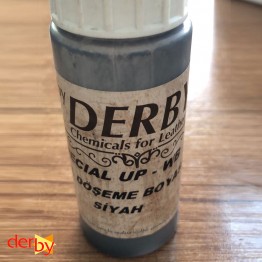 DERBY
Chemicals for Leather
CIAL UP - W
DÖŞEME BOYA
SİYAH
derby